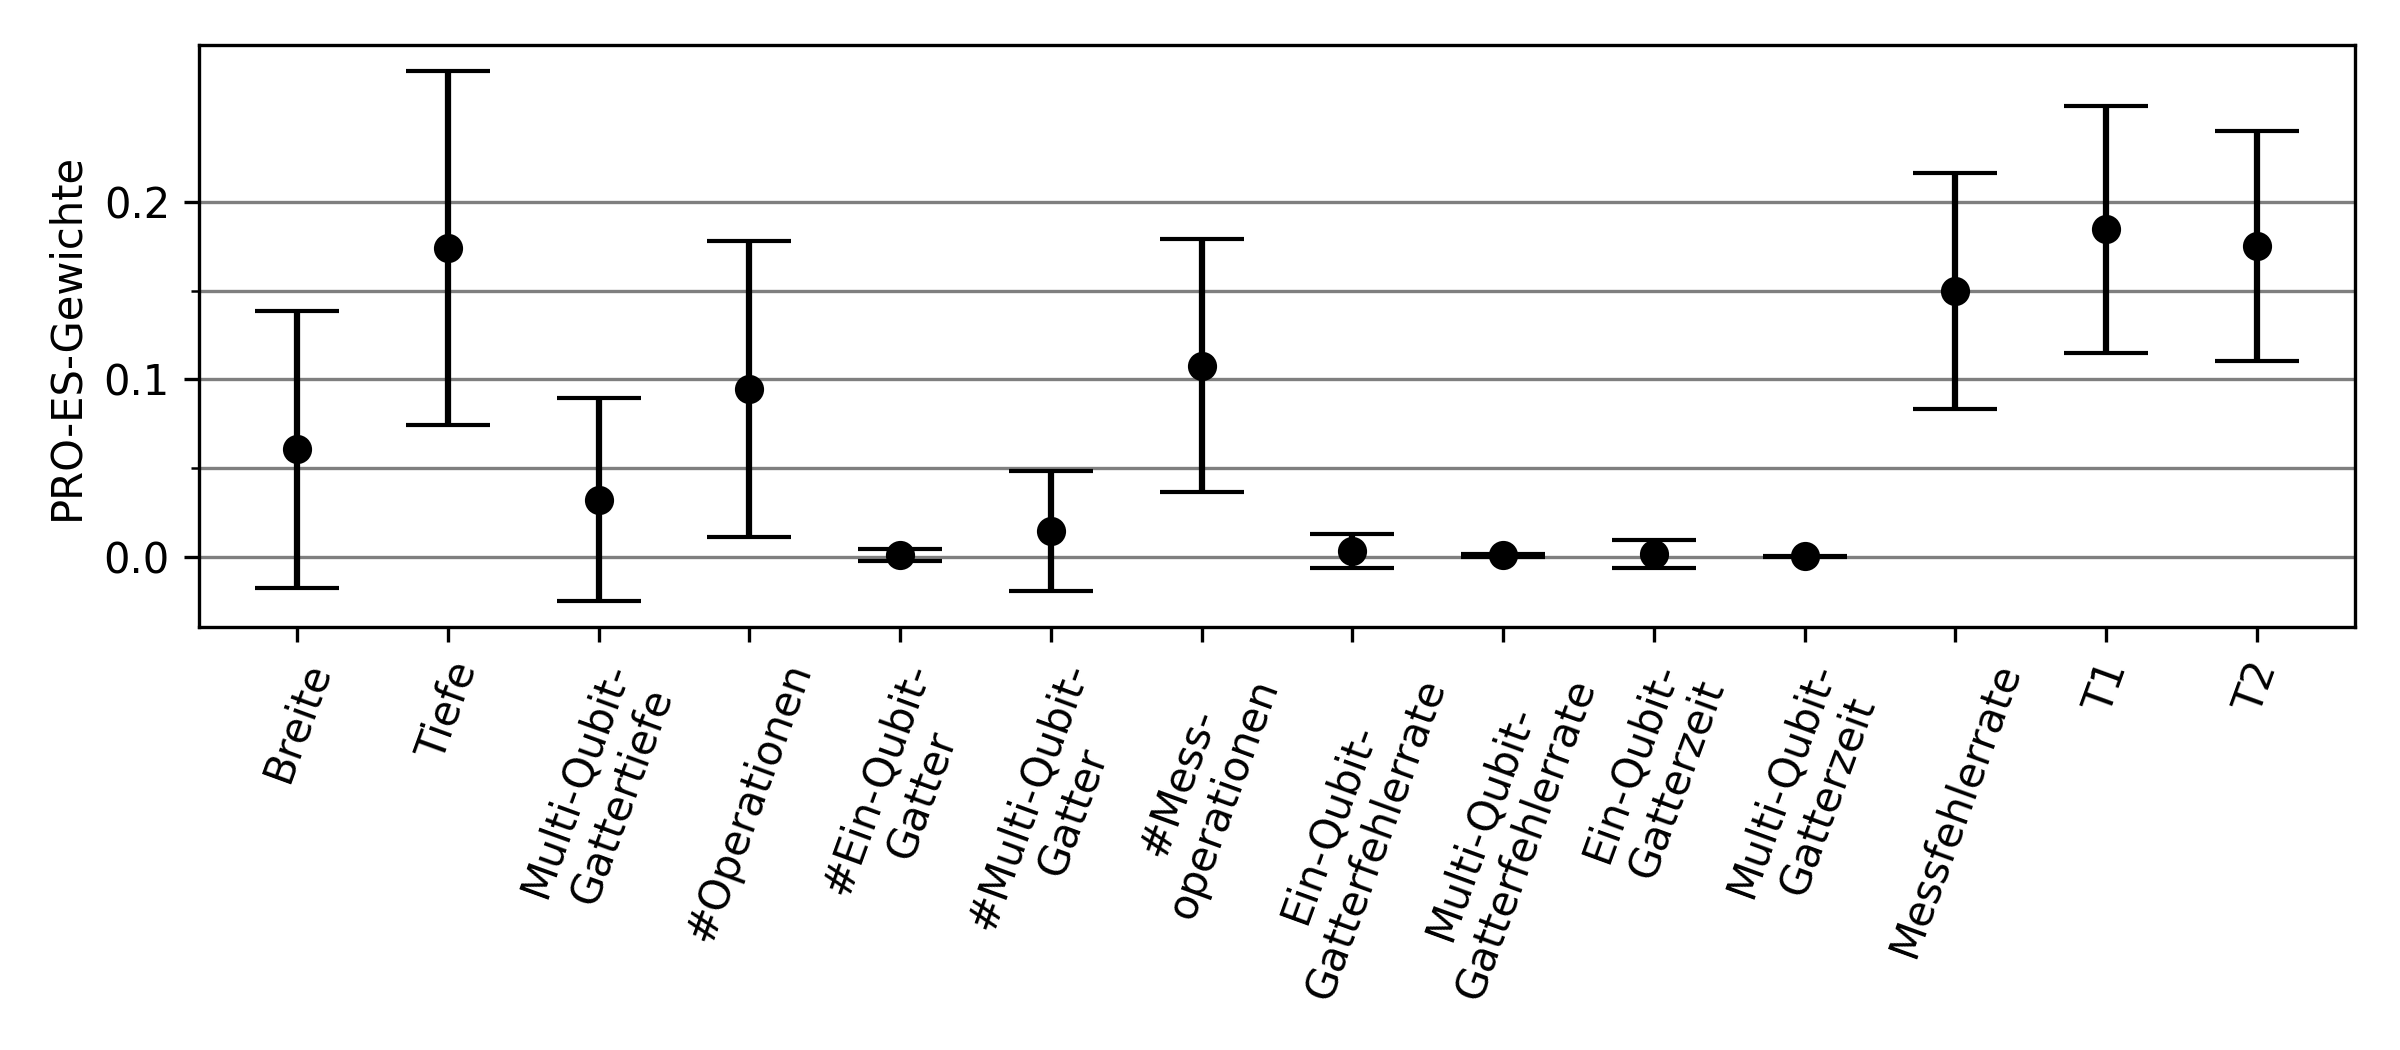 PRO-ES-Gewichte
0.2
0.1
0.0
Breite
Tiefe
Multi-Qubit-
Gattertiefe
#Operationen
#Ein-Qubit-
Gatter
#Multi-Qubit-
Gatter
#Mess-
operationen
Ein-Qubit-
Gatterfehlerrate
Multi-Qubit-
Gatterfehlerrate
Ein-Qubit-
Gatterzeit
Multi-Qubit-
Gatterzeit
Messfehlerrate
T1
T2